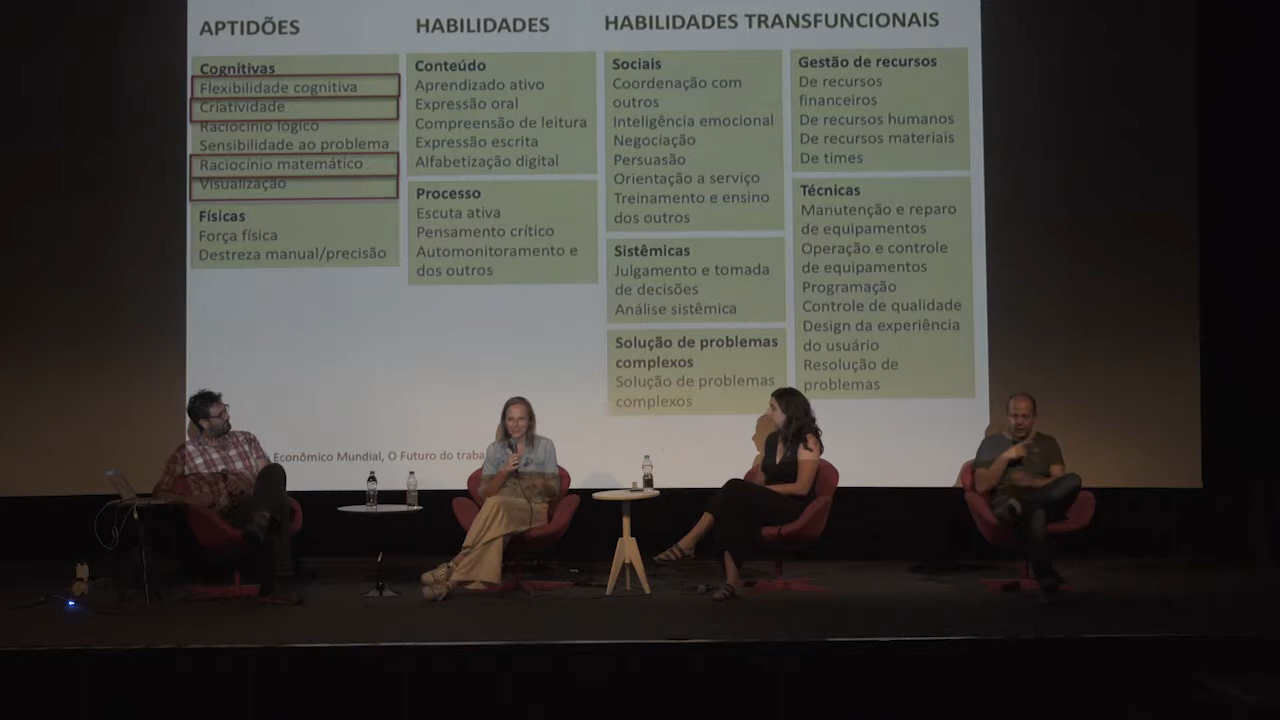 APTIDÕES
Cognitivas
Flexibilidade cognitiva
Criatividade
Raciocínio lógico
Sensibilidade ao problema
Raciocínio matemático
Visualização
Físicas
Força física
Destreza manual/precisão
HABILIDADES
Conteúdo
Aprendizado ativo
Expressão oral
Compreensão de leitura
Expressão escrita
Alfabetização digital
Processo
Escuta ativa
Pensamento crítico
Automonitoramento e
dos outros
HABILIDADES TRANSFUNCIONAIS
Sociais
Coordenação com
outros
Inteligência emocional
Negociação
Persuasão
Orientação a serviço
Treinamento e ensino
dos outros
Sistêmicas
Julgamento e tomada
de decisões
Análise sistêmica
Solução de problemas
complexos
Solução de problemas
complexos
Gestão de recursos
De recursos
financeiros
De recursos humanos
De recursos materiais
De times
Técnicas
Manutenção e reparo
de equipamentos
Operação e controle
de equipamentos
Programação
Controle de qualidade
Design da experiência
do usuário
Resolução de
problemas
Econômico Mundial, O Futuro do traba